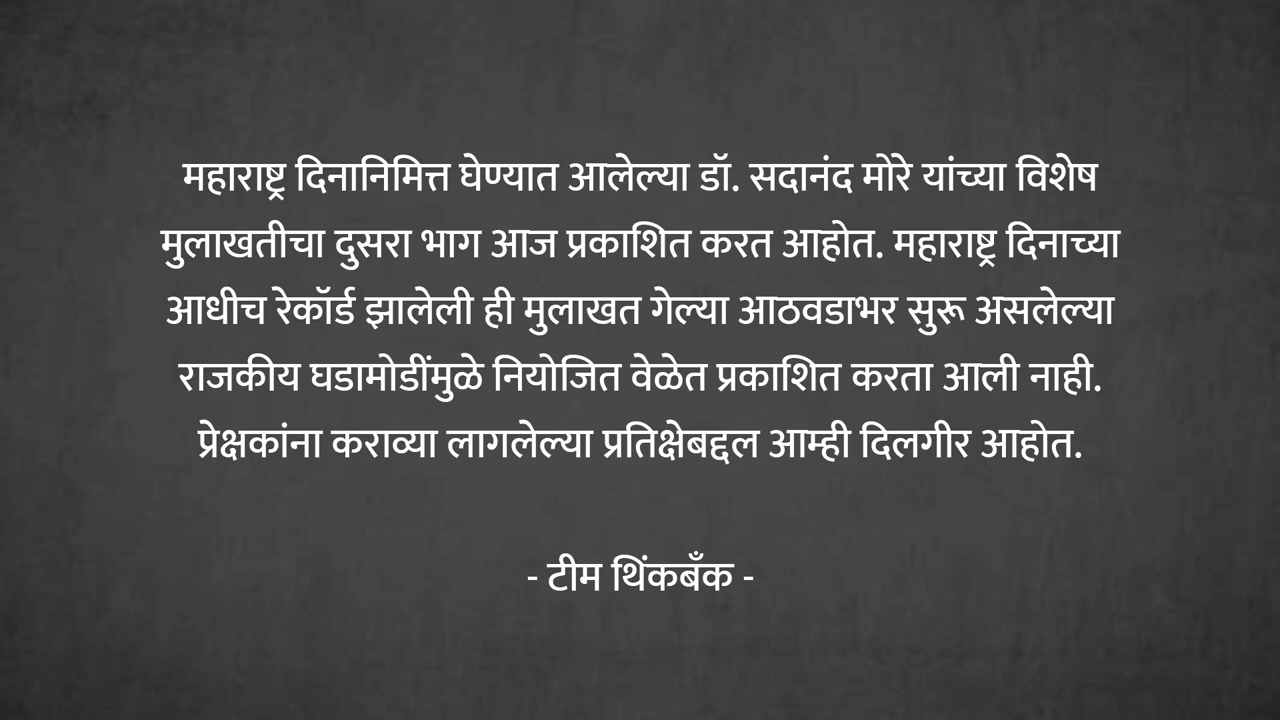 महाराष्ट्र दिनानिमित्त घेण्यात आलेल्या डॉ. सदानंद मोरे यांच्या विशेष
मुलाखतीचा दुसरा भाग आज प्रकाशित करत आहोत. महाराष्ट्र दिनाच्या
आधीच रेकॉर्ड झालेली ही मुलाखत गेल्या आठवडाभर सुरू असलेल्या
राजकीय घडामोडींमुळे नियोजित वेळेत प्रकाशित करता आली नाही.
प्रेक्षकांना कराव्या लागलेल्या प्रतिक्षेबद्दल आम्ही दिलगीर आहोत.
- टीम थिंकबँक -